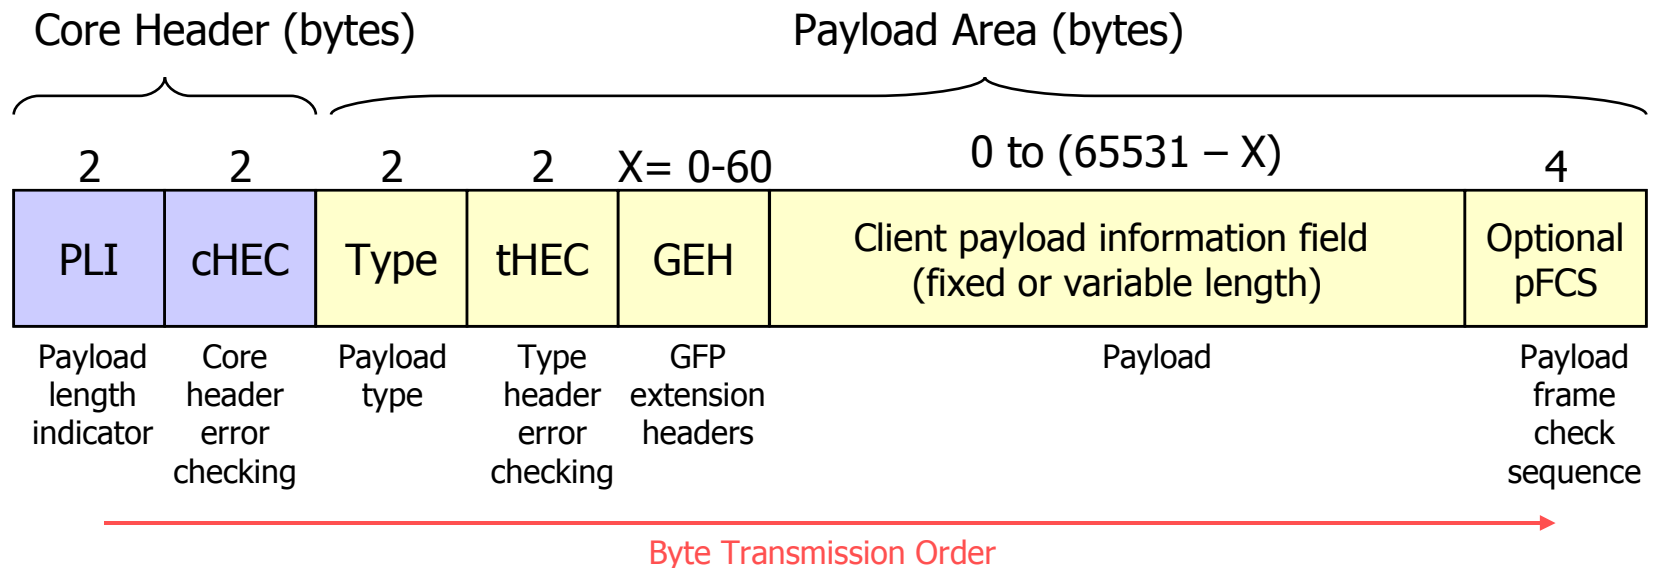 Core Header (bytes)
Payload Area (bytes)
2
2
2
2
X= 0-60
0 to (65531 – X)
4
PLI
cHEC
Type
tHEC
GEH
Client payload information field
(fixed or variable length)
Optional
pFCS
Payload
length
indicator
Core
header
error
checking
Payload
type
Type
header
error
checking
GFP
extension
headers
Payload
Payload
frame
check
sequence
Byte Transmission Order